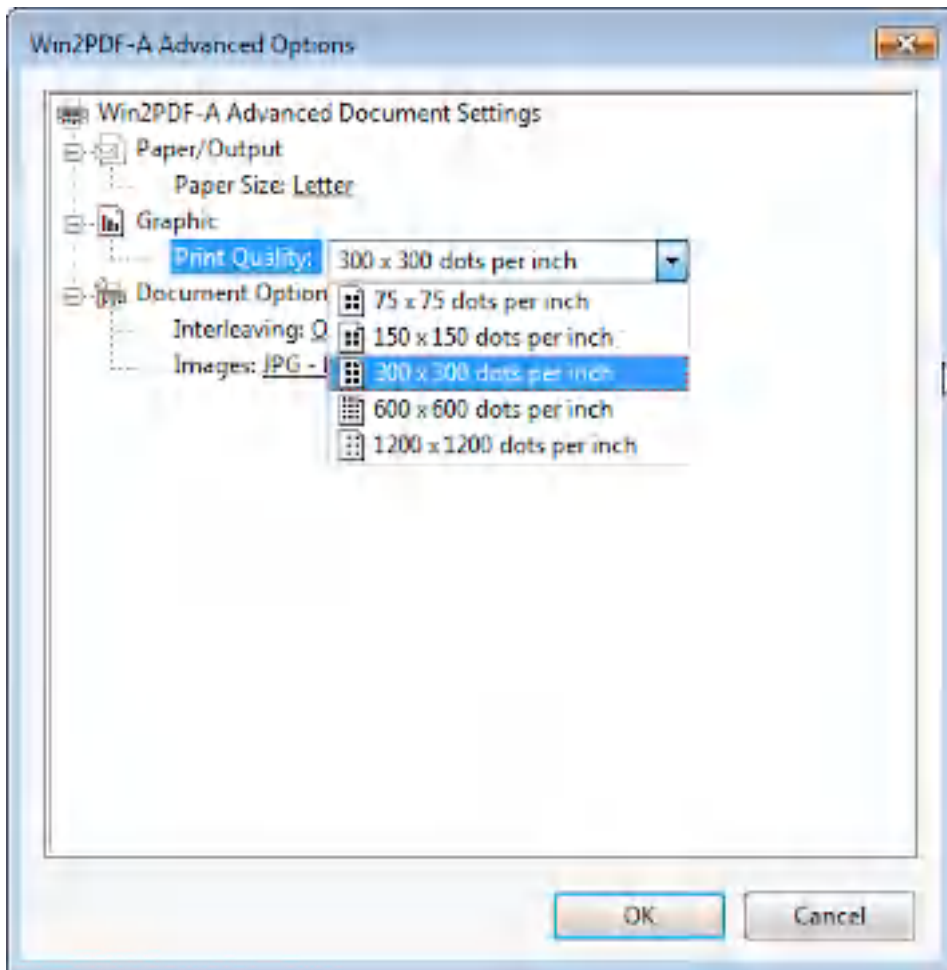 Win2PDF-A Advanced Options
Win2PDF-A Advanced Document Settings
Paper/Output
Paper Size: Letter
Graphic
Print Quality: 300 x 300 dots per inch
Document Option
75 x 75 dots per inch
Interleaving: O
150 x 150 dots per inch
Images: JPG -
300 x 300 dots per inch
600 x 600 dots per inch
1200 x 1200 dots per inch
OK
Cancel